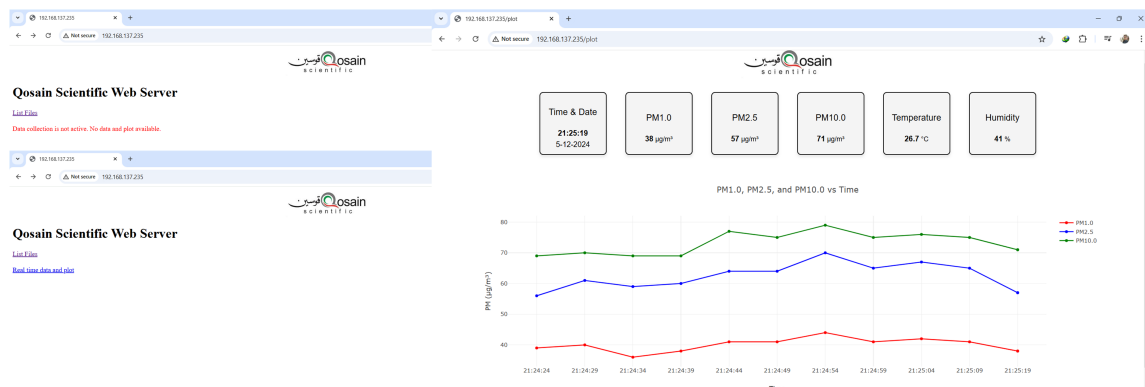 192.168.137.235
Not secure 192.168.137.235
قوسين Qosain
scientific
Qosain Scientific Web Server
List Files
Data collection is not active. No data and plot available.
192.168.137.235
Not secure 192.168.137.235
قوسين Qosain
scientific
Qosain Scientific Web Server
List Files
Real time data and plot
192.168.137.235/plot
Not secure 192.168.137.235/plot
قوسين Qosain
scientific
Time & Date
21:25:19
5-12-2024
PM1.0
38 µg/m³
PM2.5
57 µg/m³
PM10.0
71 µg/m³
Temperature
26.7 °C
Humidity
41 %
PM1.0, PM2.5, and PM10.0 vs Time
PM (µg/m³)
80
70
60
50
40
21:24:24 21:24:29 21:24:34 21:24:39 21:24:44 21:24:49 21:24:54 21:24:59 21:25:04 21:25:09 21:25:19
PM1.0
PM2.5
PM10.0